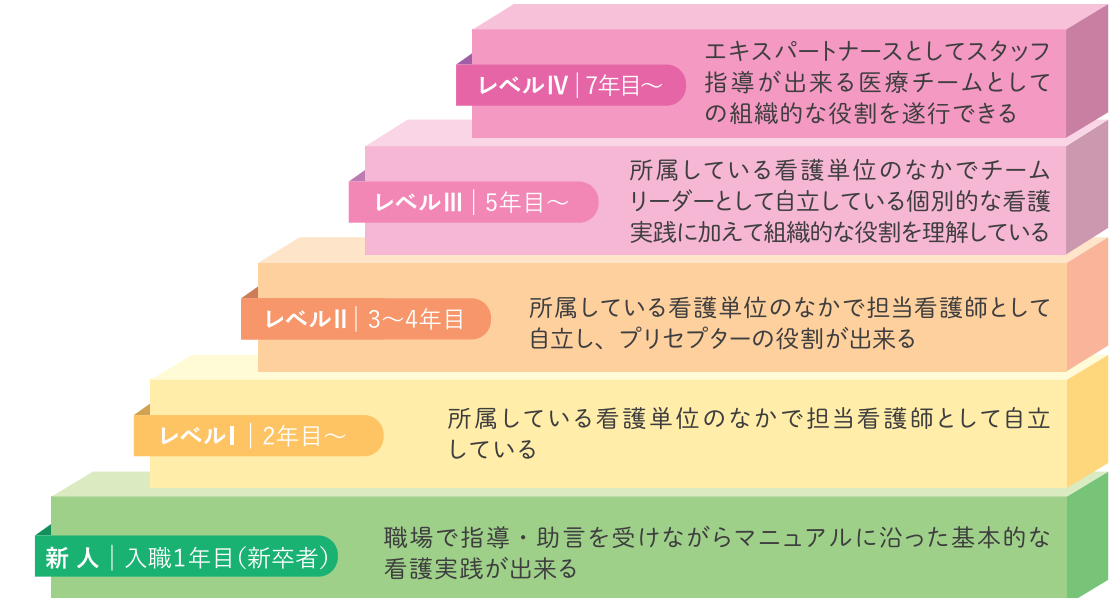 レベルⅣ|7年目～
エキスパートナースとしてスタッフ
指導が出来る医療チームとして
の組織的な役割を遂行できる
レベルⅢ|5年目～
所属している看護単位のなかでチーム
リーダーとして自立している個別的な看護
実践に加えて組織的な役割を理解している
レベルⅡ|3～4年目
所属している看護単位のなかで担当看護師として
自立し、プリセプターの役割が出来る
レベルⅠ|2年目～
所属している看護単位のなかで担当看護師として自立
している
新人|入職1年目(新卒者)
職場で指導・助言を受けながらマニュアルに沿った基本的な
看護実践が出来る